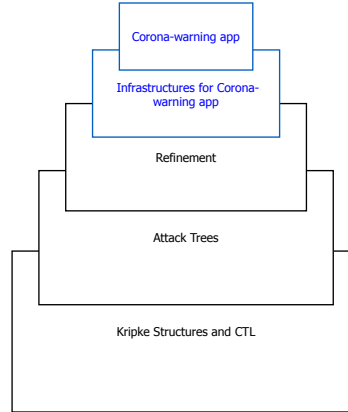 Corona-warning app
Infrastructures for Corona-
warning app
Refinement
Attack Trees
Kripke Structures and CTL